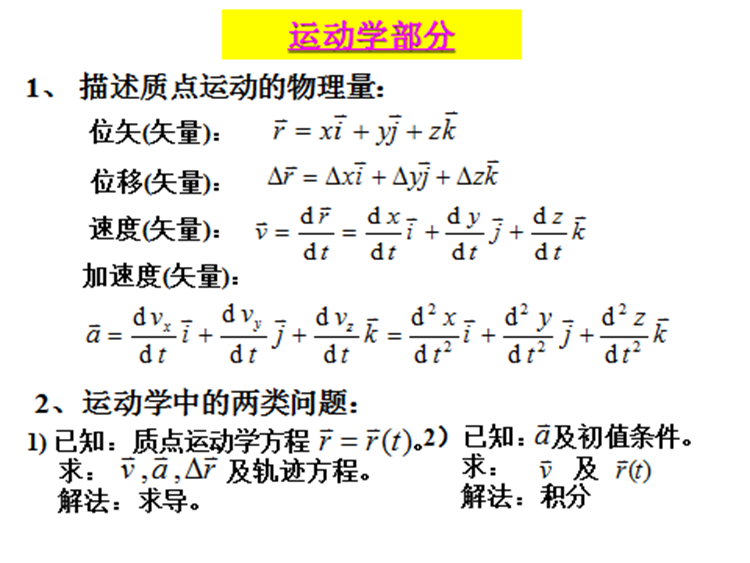 运动学部分
1、 描述质点运动的物理量：
位矢(矢量)： $\vec{r} = x\vec{i} + y\vec{j} + z\vec{k}$
位移(矢量)： $\Delta\vec{r} = \Delta x\vec{i} + \Delta y\vec{j} + \Delta z\vec{k}$
速度(矢量)： $\vec{v} = \frac{\mathrm{d}\vec{r}}{\mathrm{d}t} = \frac{\mathrm{d}x}{\mathrm{d}t}\vec{i} + \frac{\mathrm{d}y}{\mathrm{d}t}\vec{j} + \frac{\mathrm{d}z}{\mathrm{d}t}\vec{k}$
加速度(矢量)：
$\vec{a} = \frac{\mathrm{d}v_x}{\mathrm{d}t}\vec{i} + \frac{\mathrm{d}v_y}{\mathrm{d}t}\vec{j} + \frac{\mathrm{d}v_z}{\mathrm{d}t}\vec{k} = \frac{\mathrm{d}^2x}{\mathrm{d}t^2}\vec{i} + \frac{\mathrm{d}^2y}{\mathrm{d}t^2}\vec{j} + \frac{\mathrm{d}^2z}{\mathrm{d}t^2}\vec{k}$
2、运动学中的两类问题：
1) 已知：质点运动学方程 $\vec{r} = \vec{r}(t)$。
求： $\vec{v}, \vec{a}, \Delta\vec{r}$ 及轨迹方程。
解法：求导。
2）已知：$\vec{a}$及初值条件。
求： $\vec{v}$ 及 $\vec{r}(t)$
解法：积分